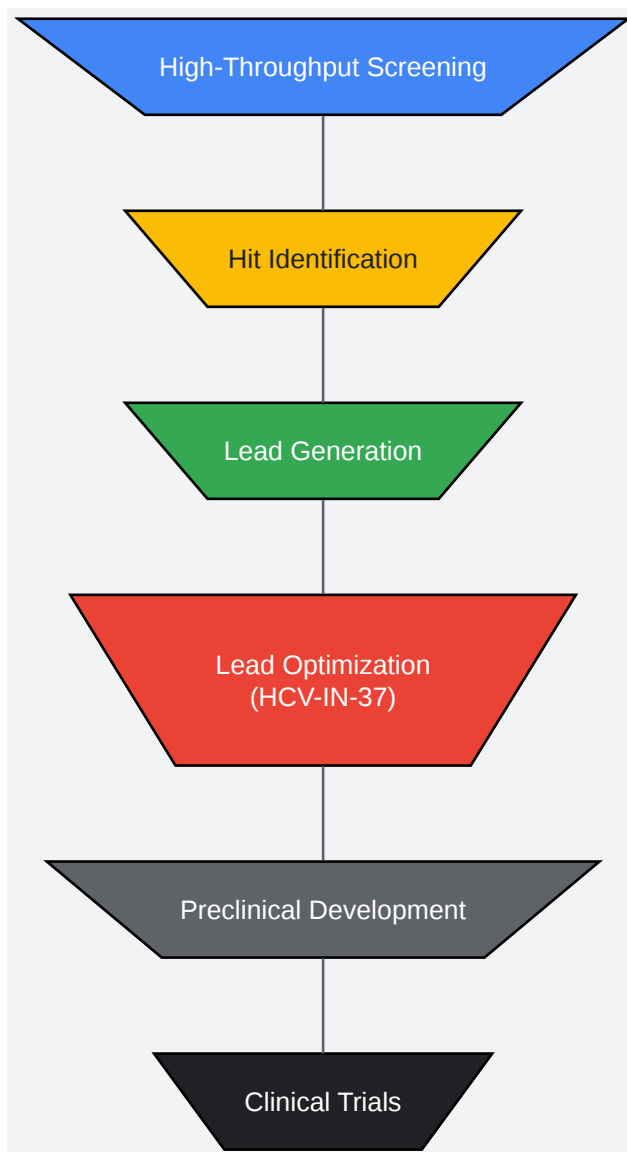 High-Throughput Screening
Hit Identification
Lead Generation
Lead Optimization
(HCV-IN-37)
Preclinical Development
Clinical Trials